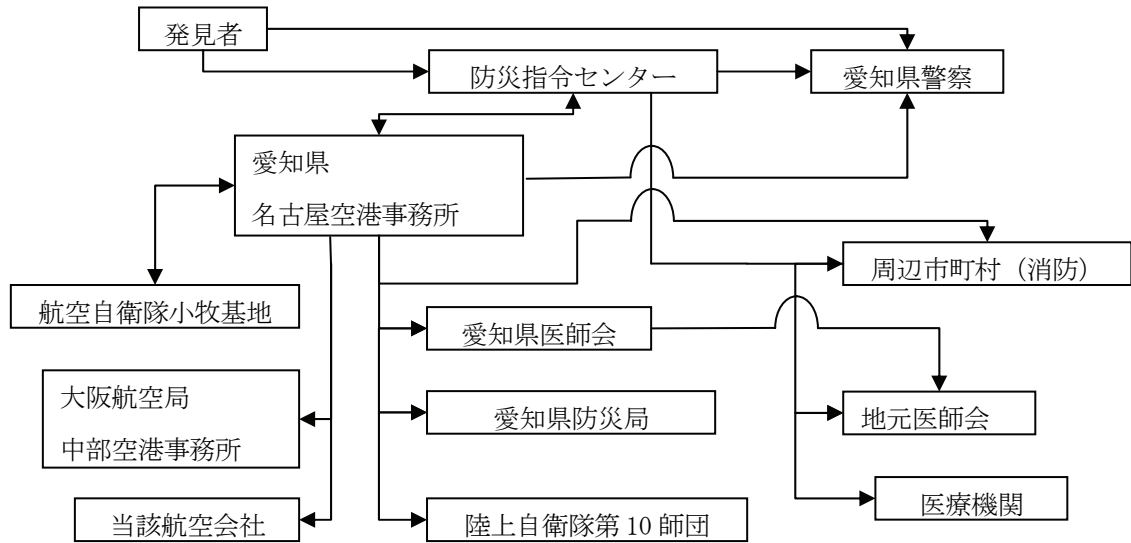 発見者
防災指令センター
愛知県警察
愛知県
名古屋空港事務所
周辺市町村（消防）
航空自衛隊小牧基地
愛知県医師会
大阪航空局
中部空港事務所
愛知県防災局
地元医師会
当該航空会社
陸上自衛隊第10師団
医療機関